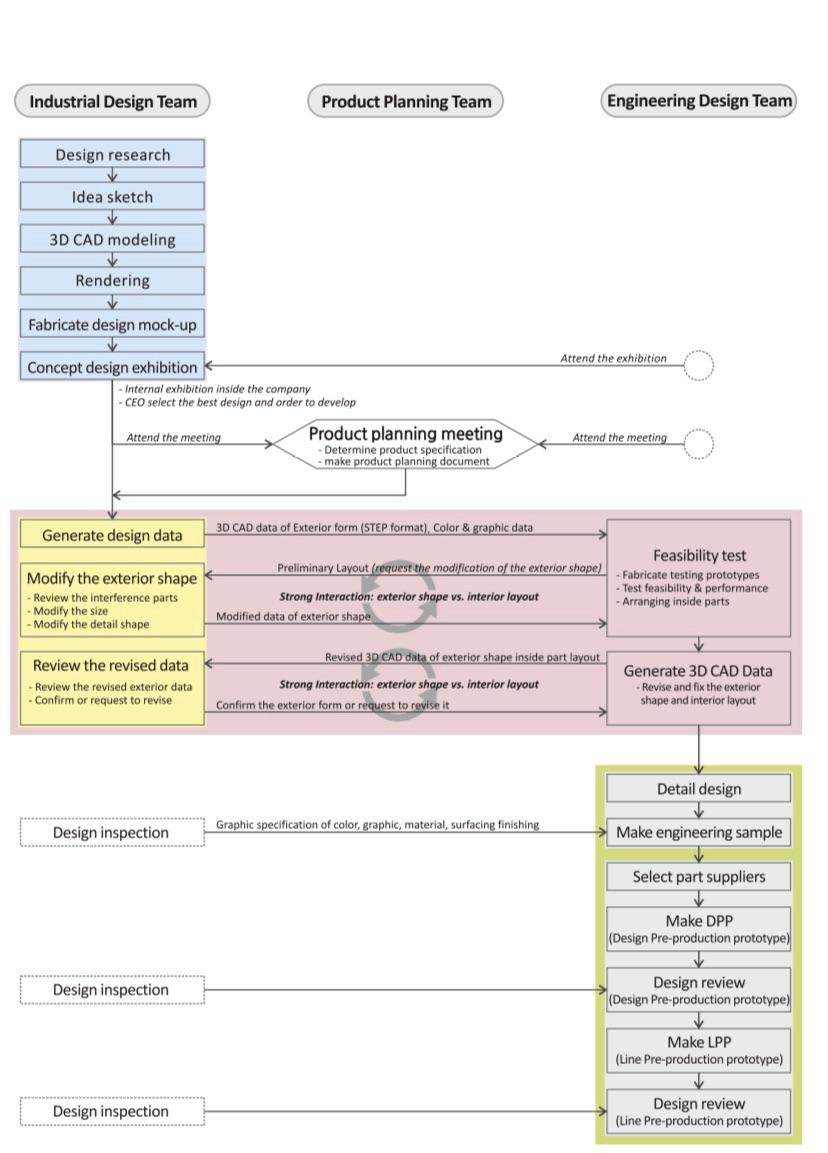 Industrial Design Team
Product Planning Team
Engineering Design Team
Design research
Idea sketch
3D CAD modeling
Rendering
Fabricate design mock-up
Concept design exhibition
Attend the exhibition
- Internal exhibition inside the company
- CEO select the best design and order to develop
Attend the meeting
Product planning meeting
- Determine product specification
- make product planning document
Attend the meeting
Generate design data
3D CAD data of Exterior form (STEP format), Color & graphic data
Feasibility test
- Fabricate testing prototypes
- Test feasibility & performance
- Arranging inside parts
Preliminary Layout (request the modification of the exterior shape)
Modify the exterior shape
- Review the interference parts
- Modify the size
- Modify the detail shape
Strong Interaction: exterior shape vs. interior layout
Modified data of exterior shape
Review the revised data
- Review the revised exterior data
- Confirm or request to revise
Revised 3D CAD data of exterior shape inside part layout
Strong Interaction: exterior shape vs. interior layout
Confirm the exterior form or request to revise it
Generate 3D CAD Data
- Revise and fix the exterior
shape and interior layout
Detail design
Design inspection
Graphic specification of color, graphic, material, surfacing finishing
Make engineering sample
Select part suppliers
Make DPP
(Design Pre-production prototype)
Design inspection
Design review
(Design Pre-production prototype)
Make LPP
(Line Pre-production prototype)
Design inspection
Design review
(Line Pre-production prototype)